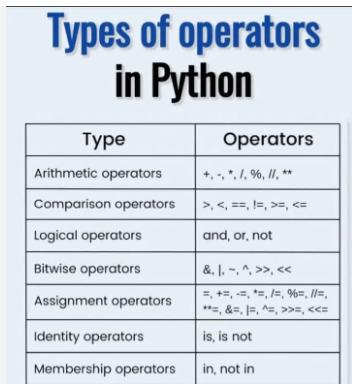 Types of operators
in Python
Type Operators
Arithmetic operators +, -, *, /, %, //, **
Comparison operators >, <, ==, !=, >=, <=
Logical operators and, or, not
Bitwise operators &, |, ~, ^, >>, <<
Assignment operators =, +=, -=, *=, /=, %=, //=,
**=, &=, |=, ^=, >>=, <<=
Identity operators is, is not
Membership operators in, not in